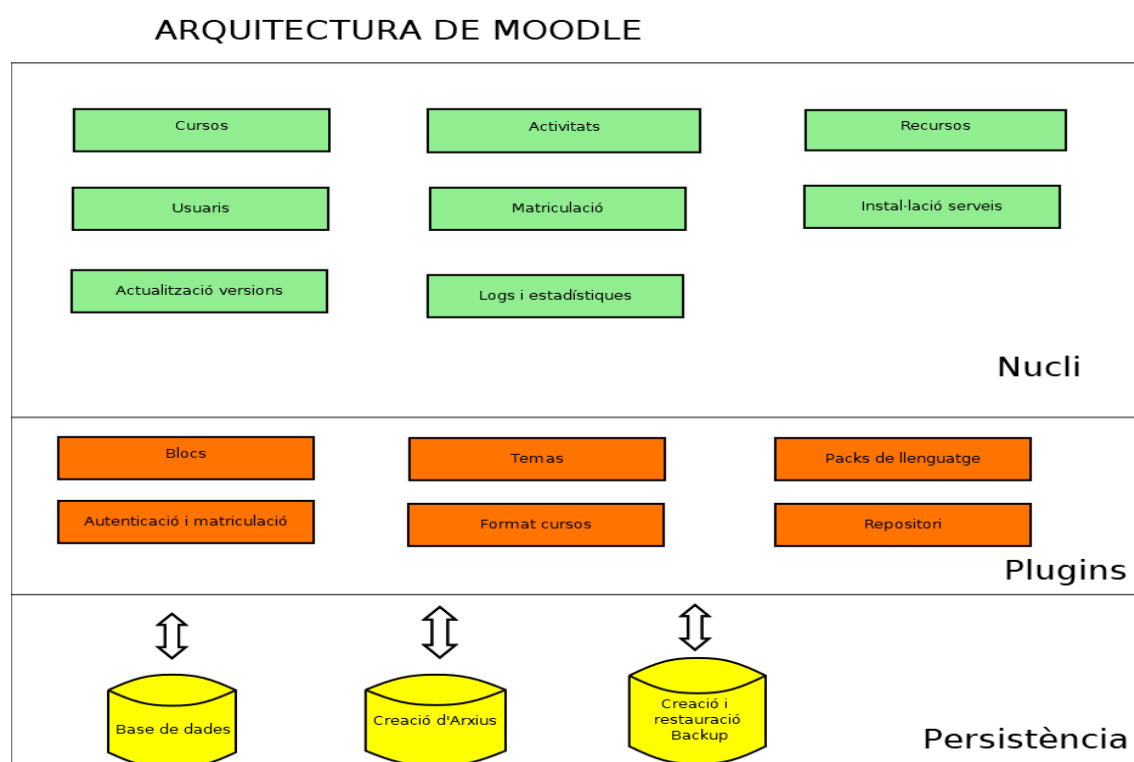 ARQUITECTURA DE MOODLE
Cursos
Activitats
Recursos
Usuaris
Matriculació
Instal·lació serveis
Actualització versions
Logs i estadístiques
Nucli
Blocs
Temas
Packs de llenguatge
Autenticació i matriculació
Format cursos
Repositori
Plugins
Base de dades
Creació d'Arxius
Creació i
restauració
Backup
Persistència